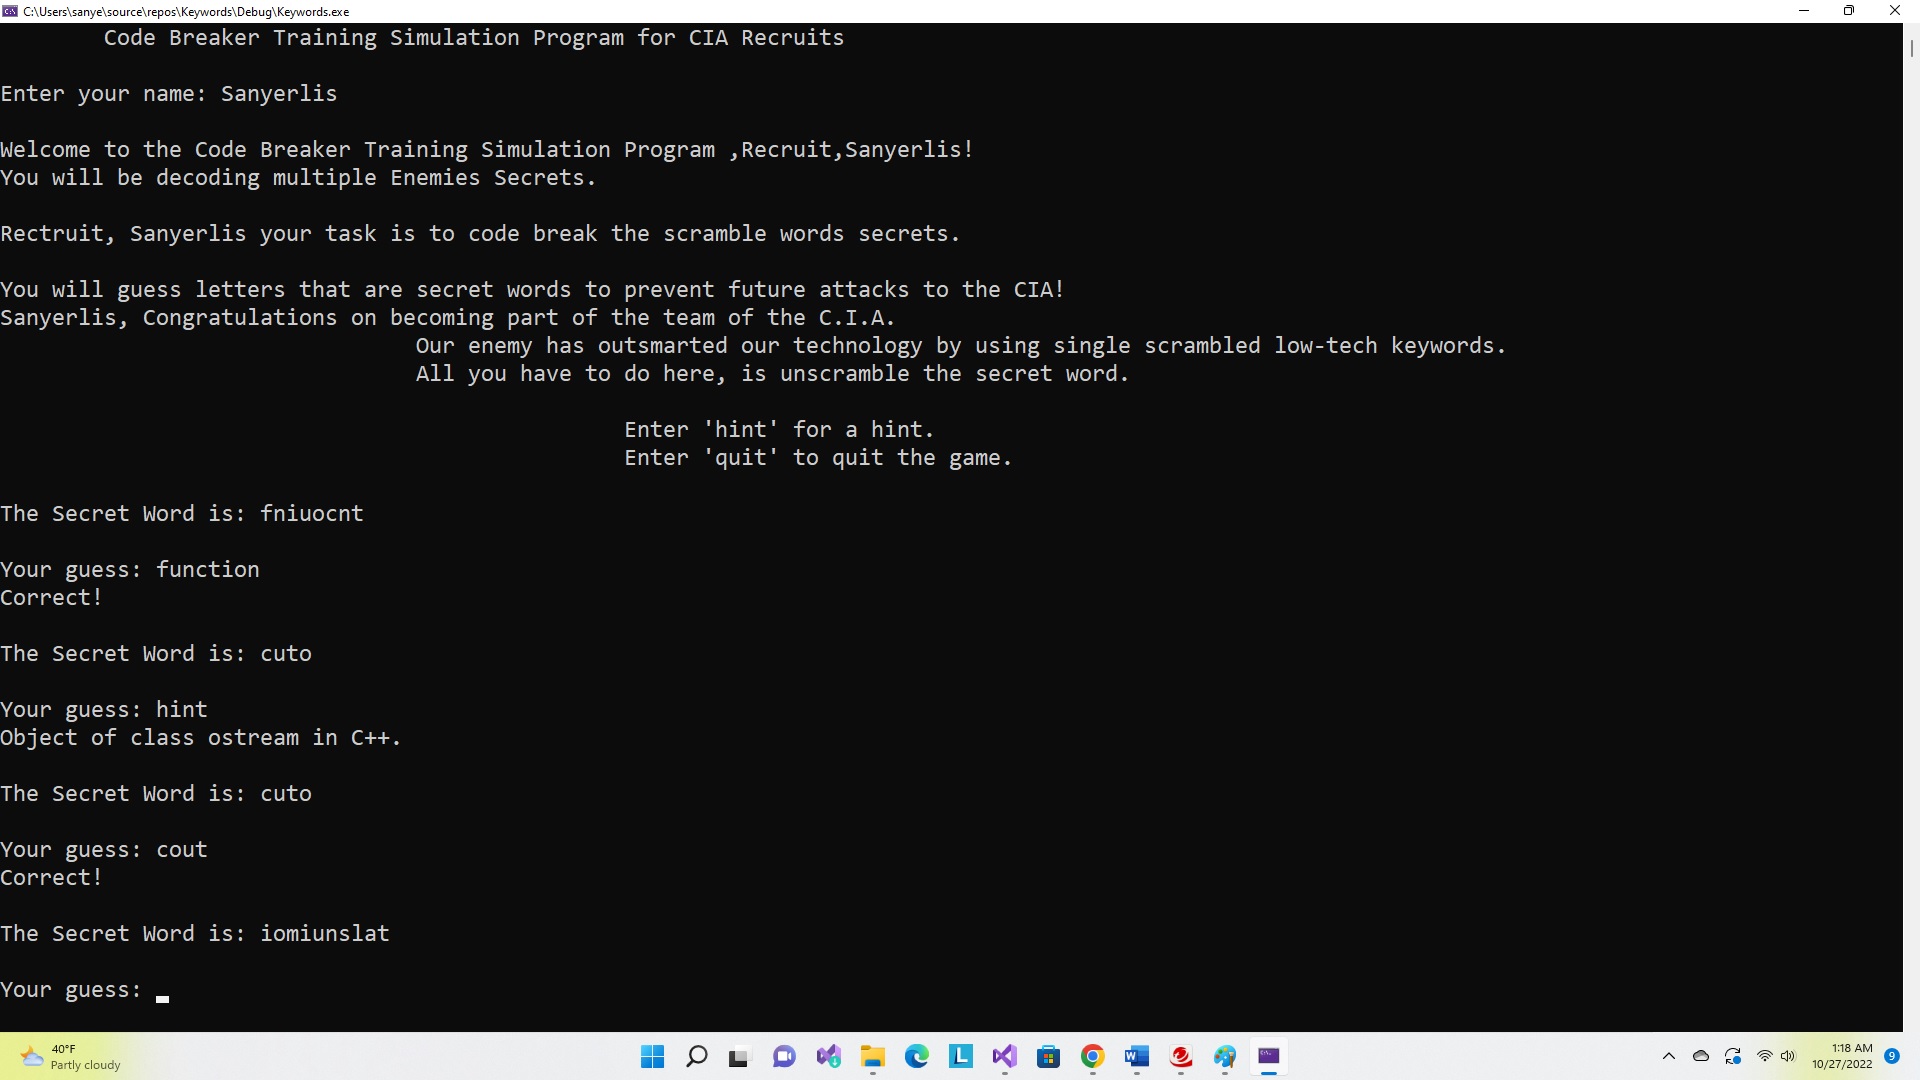 C:\Users\sanye\source\repos\Keywords\Debug\Keywords.exe
Code Breaker Training Simulation Program for CIA Recruits
Enter your name: Sanyerlis
Welcome to the Code Breaker Training Simulation Program ,Recruit,Sanyerlis!
You will be decoding multiple Enemies Secrets.
Rectruit, Sanyerlis your task is to code break the scramble words secrets.
You will guess letters that are secret words to prevent future attacks to the CIA!
Sanyerlis, Congratulations on becoming part of the team of the C.I.A.
Our enemy has outsmarted our technology by using single scrambled low-tech keywords.
All you have to do here, is unscramble the secret word.
Enter 'hint' for a hint.
Enter 'quit' to quit the game.
The Secret Word is: fniuocnt
Your guess: function
Correct!
The Secret Word is: cuto
Your guess: hint
Object of class ostream in C++.
The Secret Word is: cuto
Your guess: cout
Correct!
The Secret Word is: iomiunslat
Your guess:
40°F
Partly cloudy
L
W
1:18 AM
10/27/2022
9